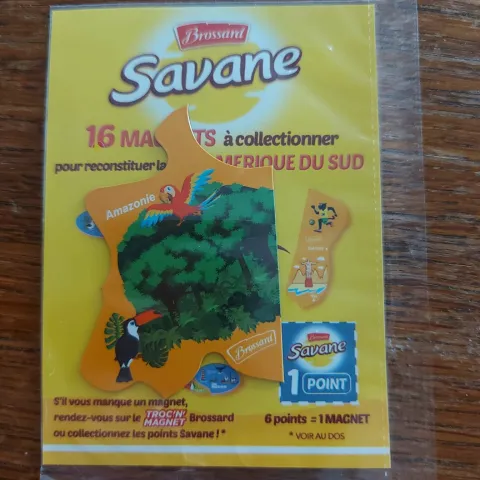 Brossard
Savane
16 MA TS à collectionner
pour reconstituer la MERIQUE DU SUD
Amazonie
Brossard
Brossard
Savane
1 POINT
S'il vous manque un magnet,
rendez-vous sur le TROC'N' MAGNET Brossard
ou collectionnez les points Savane ! *
6 points = 1 MAGNET
* VOIR AU DOS